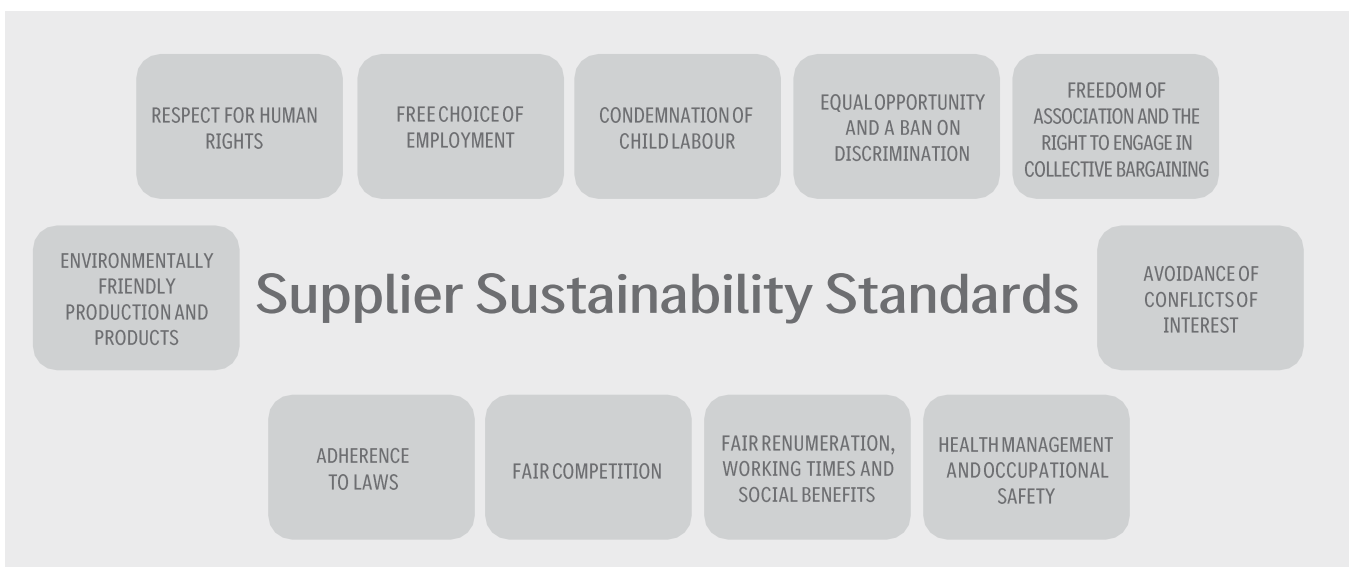 RESPECT FOR HUMAN
RIGHTS
FREE CHOICE OF
EMPLOYMENT
CONDEMNATION OF
CHILD LABOUR
EQUAL OPPORTUNITY
AND A BAN ON
DISCRIMINATION
FREEDOM OF
ASSOCIATION AND THE
RIGHT TO ENGAGE IN
COLLECTIVE BARGAINING
ENVIRONMENTALLY
FRIENDLY
PRODUCTION AND
PRODUCTS
Supplier Sustainability Standards
AVOIDANCE OF
CONFLICTS OF
INTEREST
ADHERENCE
TO LAWS
FAIR COMPETITION
FAIR RENUMERATION,
WORKING TIMES AND
SOCIAL BENEFITS
HEALTH MANAGEMENT
AND OCCUPATIONAL
SAFETY